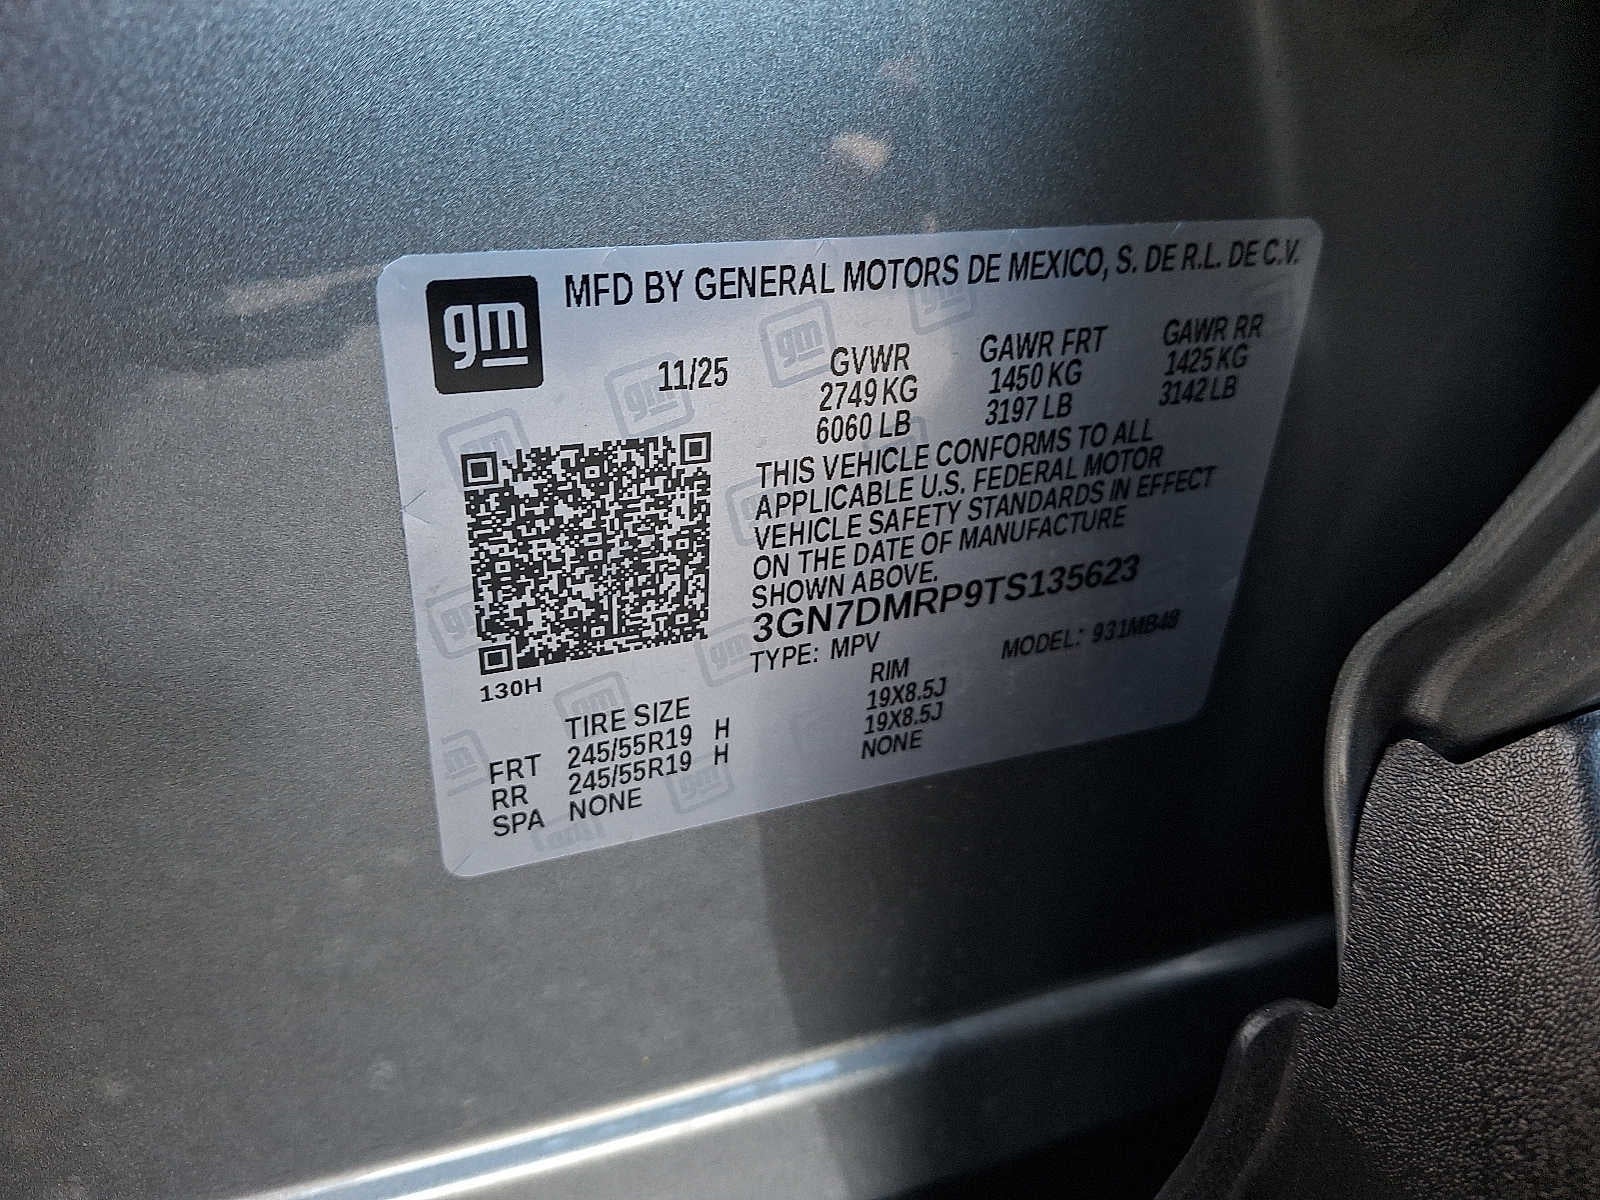 gm
MFD BY GENERAL MOTORS DE MEXICO, S. DE R.L. DE C.V.
11/25
GVWR GAWR FRT GAWR RR
2749 KG 1450 KG 1425 KG
6060 LB 3197 LB 3142 LB
THIS VEHICLE CONFORMS TO ALL
APPLICABLE U.S. FEDERAL MOTOR
VEHICLE SAFETY STANDARDS IN EFFECT
ON THE DATE OF MANUFACTURE
SHOWN ABOVE.
3GN7DMRP9TS135623
TYPE: MPV MODEL: 931MB48
130H
TIRE SIZE RIM
FRT 245/55R19 H 19X8.5J
RR 245/55R19 H 19X8.5J
SPA NONE NONE